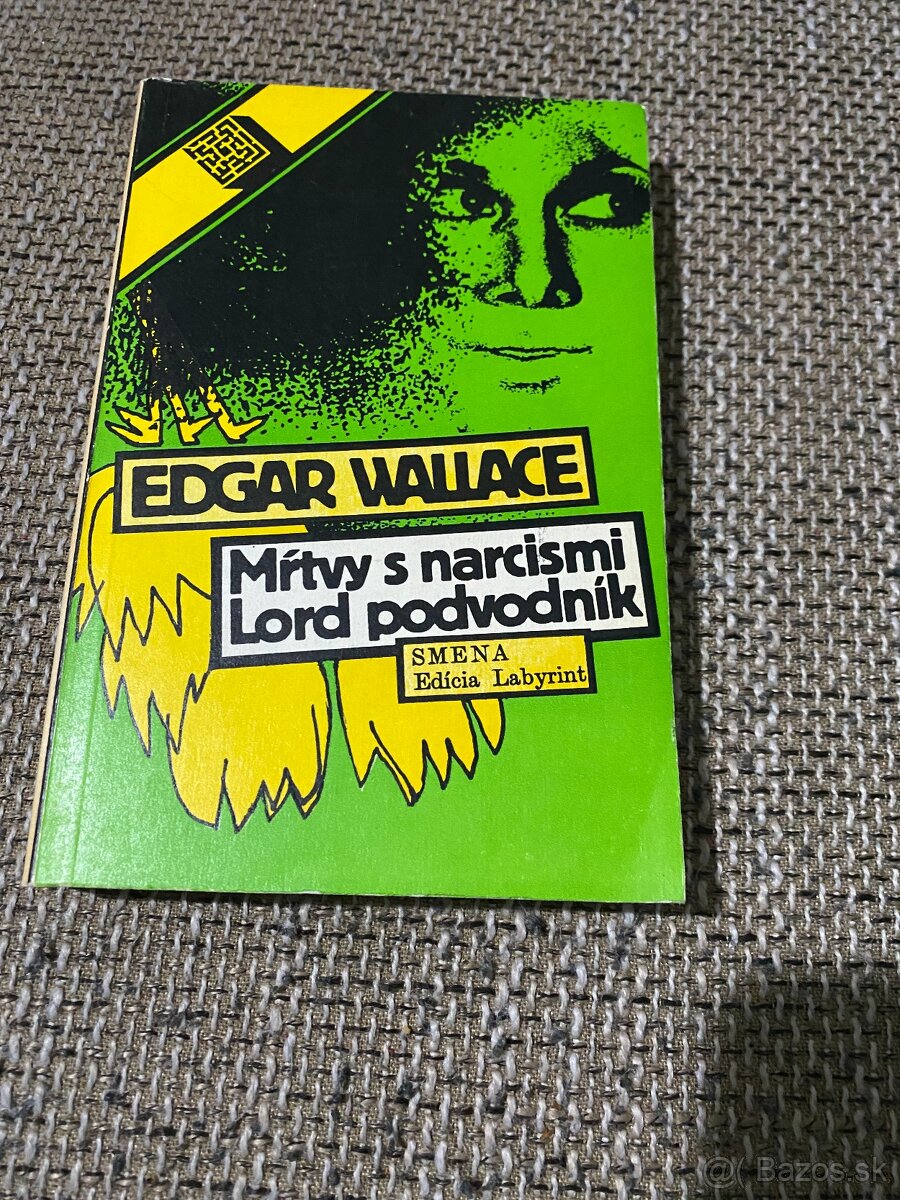 EDGAR WALLACE
Mŕtvy s narcismi
Lord podvodník
SMENA
Edícia Labyrint
@( Bazos.sk